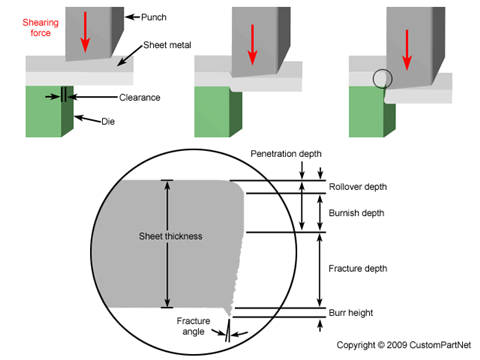 Shearing
force
Punch
Sheet metal
Clearance
Die
Penetration depth
Rollover depth
Burnish depth
Sheet thickness
Fracture depth
Burr height
Fracture
angle
Copyright © 2009 CustomPartNet